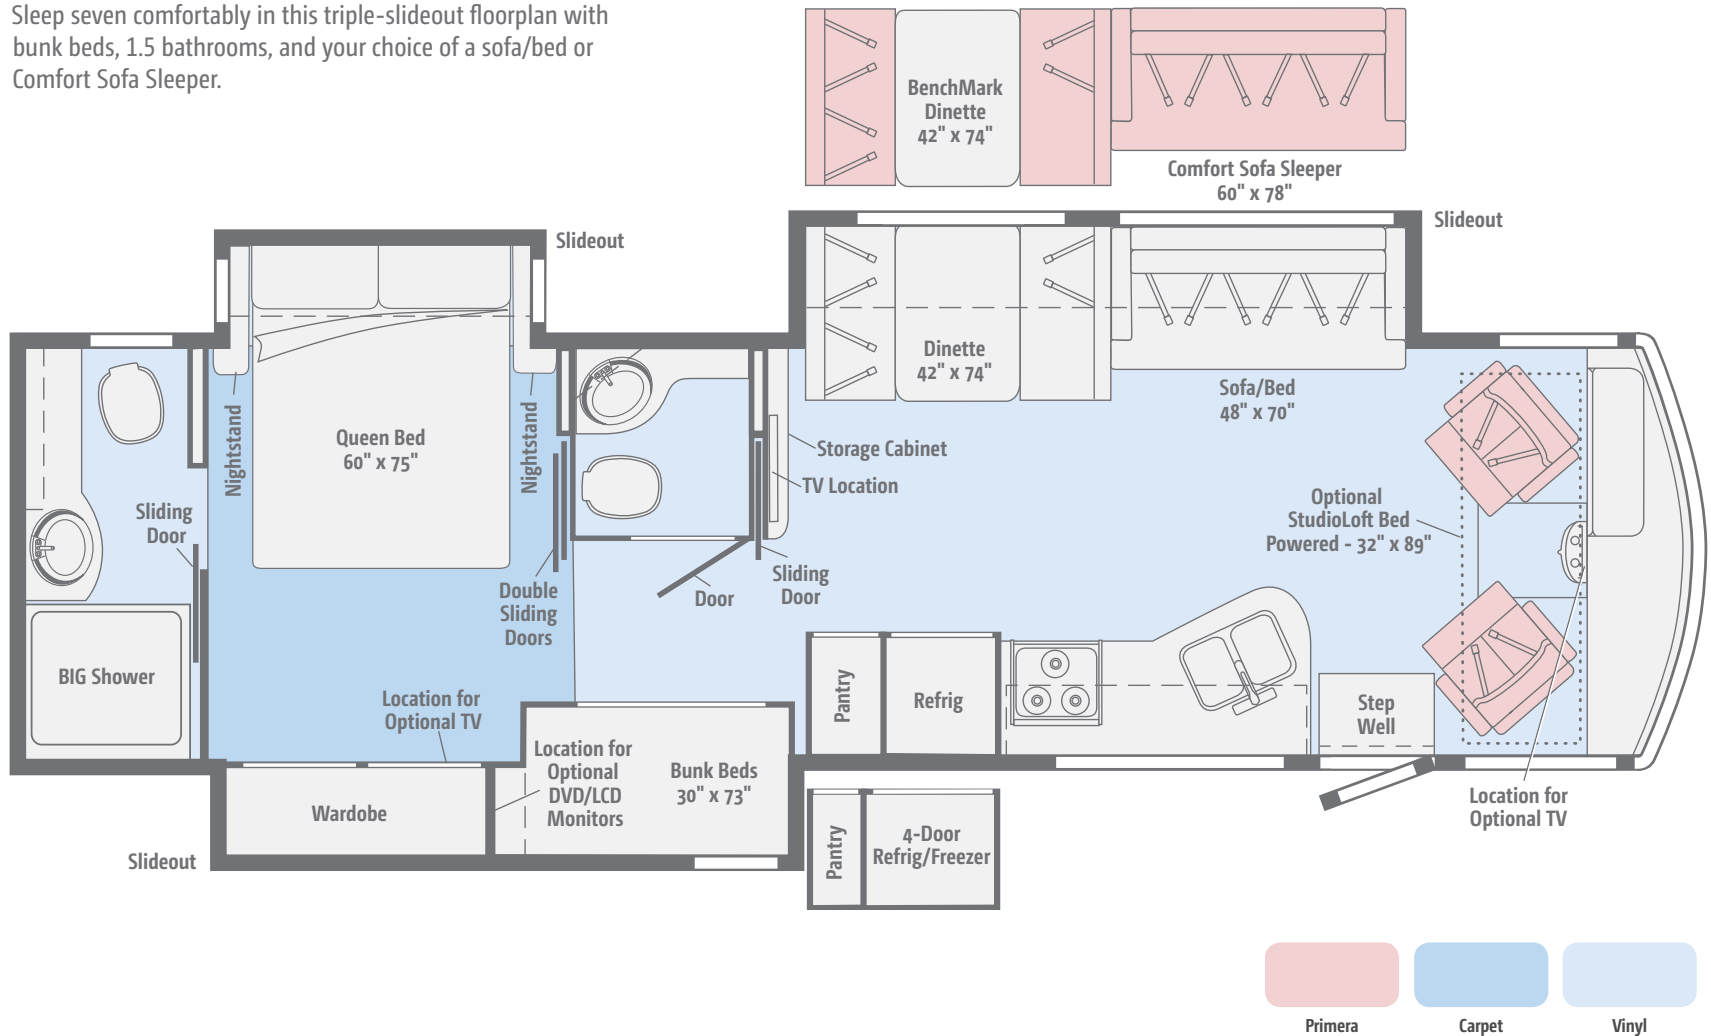 Sleep seven comfortably in this triple-slideout floorplan with
bunk beds, 1.5 bathrooms, and your choice of a sofa/bed or
Comfort Sofa Sleeper.
BenchMark
Dinette
42" x 74"
Comfort Sofa Sleeper
60" x 78"
Slideout
Slideout
Dinette
42" x 74"
Sofa/Bed
48" x 70"
Nightstand
Queen Bed
60" x 75"
Nightstand
Storage Cabinet
TV Location
Optional
StudioLoft Bed
Powered - 32" x 89"
Sliding
Door
Double
Sliding
Doors
Door
Sliding
Door
BIG Shower
Location for
Optional TV
Pantry
Refrig
Step
Well
Wardobe
Location for
Optional
DVD/LCD
Monitors
Bunk Beds
30" x 73"
Location for
Optional TV
Slideout
Pantry
4-Door
Refrig/Freezer
Primera
Carpet
Vinyl